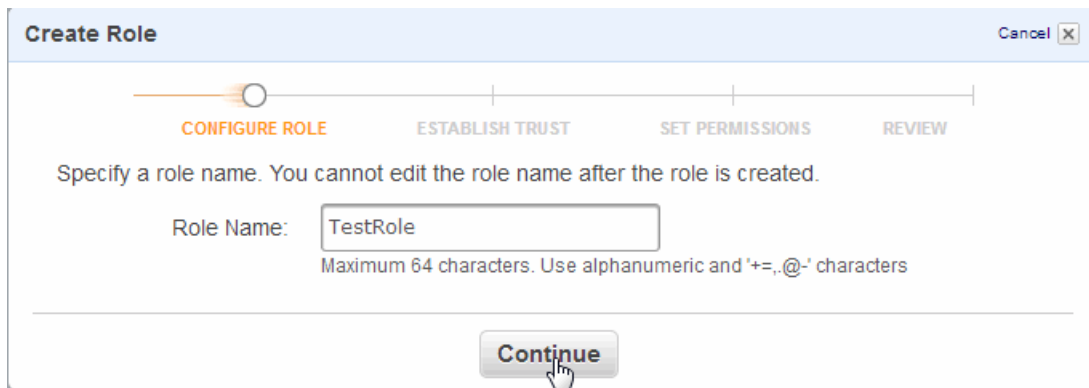 Create Role
Cancel
CONFIGURE ROLE ESTABLISH TRUST SET PERMISSIONS REVIEW
Specify a role name. You cannot edit the role name after the role is created.
Role Name: TestRole
Maximum 64 characters. Use alphanumeric and '+=,.@-' characters
Continue